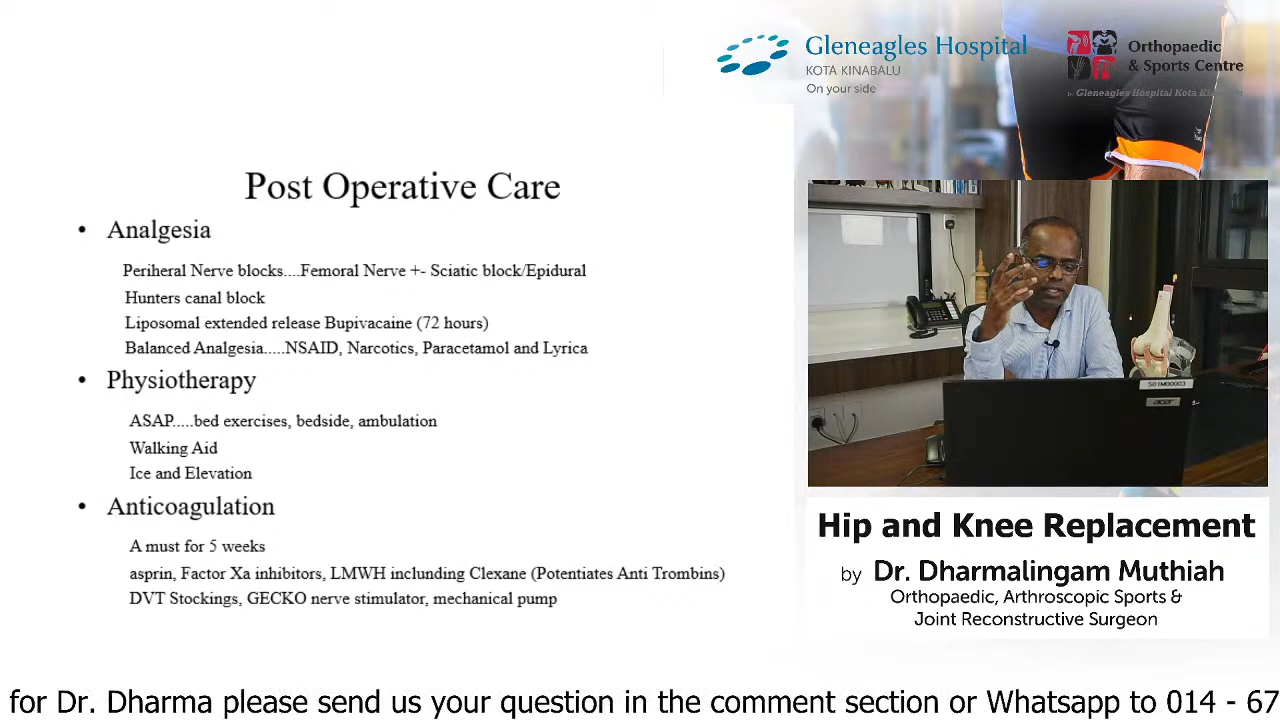 Gleneagles Hospital
KOTA KINABALU
On your side
Orthopaedic
& Sports Centre
Gleneagles Hospital Kota
Post Operative Care
• Analgesia
Periheral Nerve blocks....Femoral Nerve +- Sciatic block/Epidural
Hunters canal block
Liposomal extended release Bupivacaine (72 hours)
Balanced Analgesia.....NSAID, Narcotics, Paracetamol and Lyrica
• Physiotherapy
ASAP.....bed exercises, bedside, ambulation
Walking Aid
Ice and Elevation
• Anticoagulation
A must for 5 weeks
asprin, Factor Xa inhibitors, LMWH inclunding Clexane (Potentiates Anti Trombins)
DVT Stockings, GECKO nerve stimulator, mechanical pump
S01M00003
acer
Hip and Knee Replacement
by Dr. Dharmalingam Muthiah
Orthopaedic, Arthroscopic Sports &
Joint Reconstructive Surgeon
for Dr. Dharma please send us your question in the comment section or Whatsapp to 014 - 67